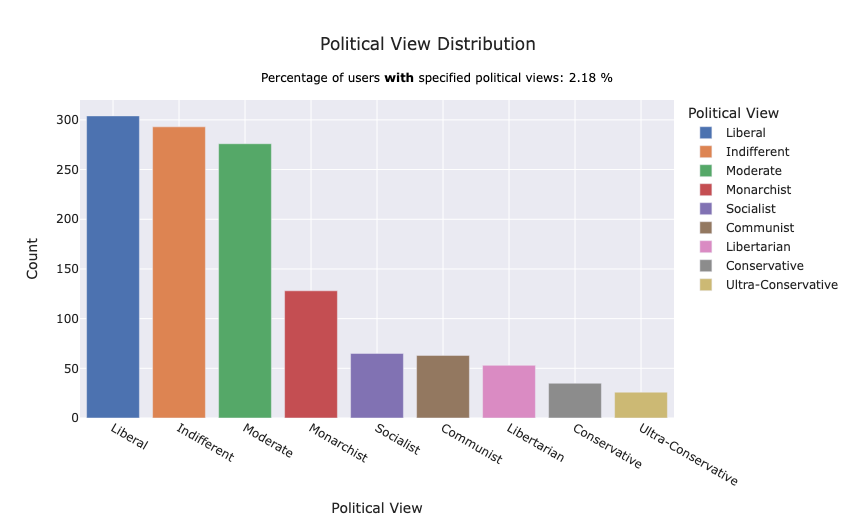 Political View Distribution
Percentage of users with specified political views: 2.18 %
Political View
Liberal
Indifferent
Moderate
Monarchist
Socialist
Communist
Libertarian
Conservative
Ultra-Conservative
Count
300
250
200
150
100
50
0
Liberal
Indifferent
Moderate
Monarchist
Socialist
Communist
Libertarian
Conservative
Ultra-Conservative
Political View